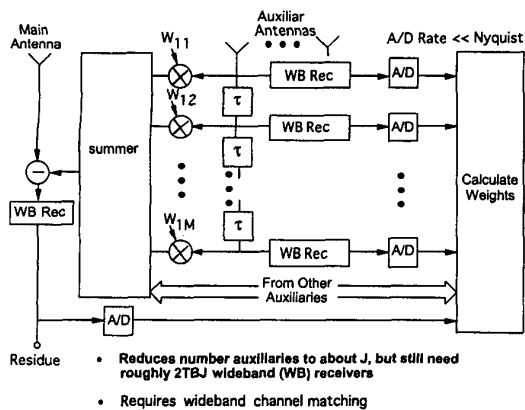 Main
Antenna
Auxiliar
Antennas
A/D Rate << Nyquist
W11
WB Rec
A/D
τ
W12
WB Rec
A/D
summer
τ
−
Calculate
Weights
WB Rec
τ
W1M
WB Rec
A/D
From Other
Auxiliaries
A/D
Residue
• Reduces number auxiliaries to about J, but still need
roughly 2TBJ wideband (WB) receivers
• Requires wideband channel matching